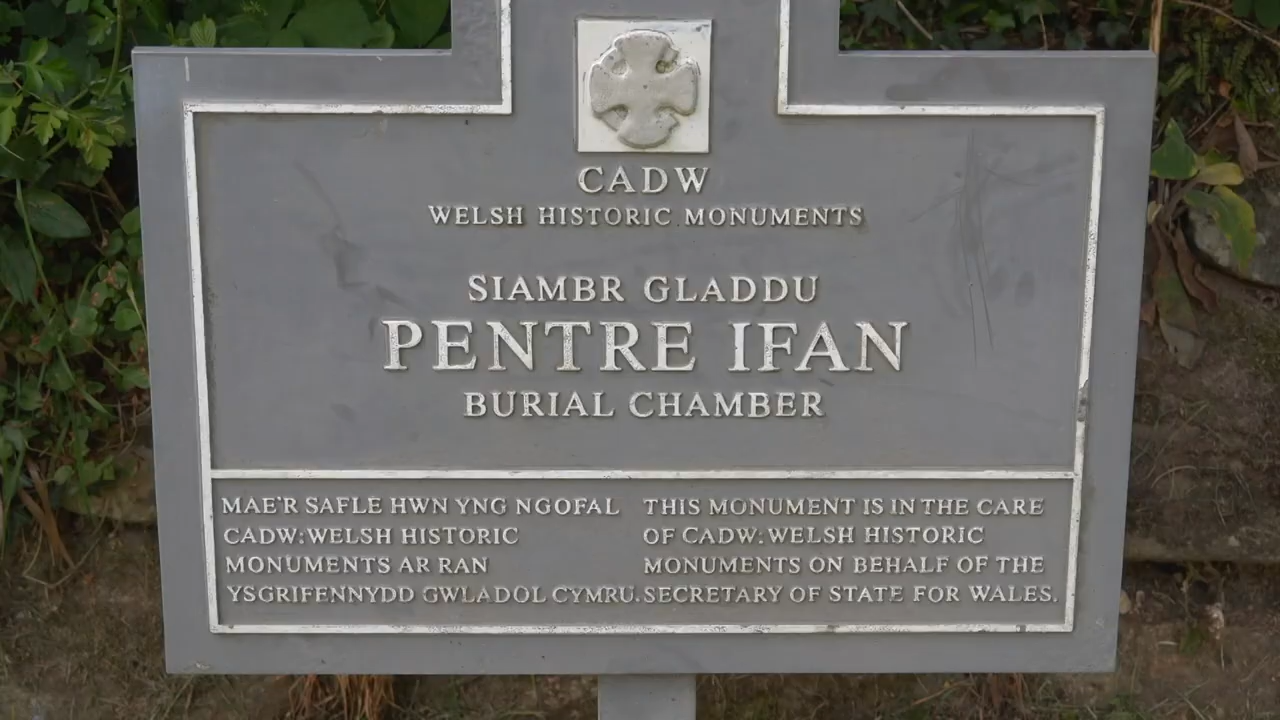 CADW
WELSH HISTORIC MONUMENTS
SIAMBR GLADDU
PENTRE IFAN
BURIAL CHAMBER
MAE'R SAFLE HWN YNG NGOFAL
CADW:WELSH HISTORIC
MONUMENTS AR RAN
YSGRIFENNYDD GWLADOL CYMRU.
THIS MONUMENT IS IN THE CARE
OF CADW:WELSH HISTORIC
MONUMENTS ON BEHALF OF THE
SECRETARY OF STATE FOR WALES.